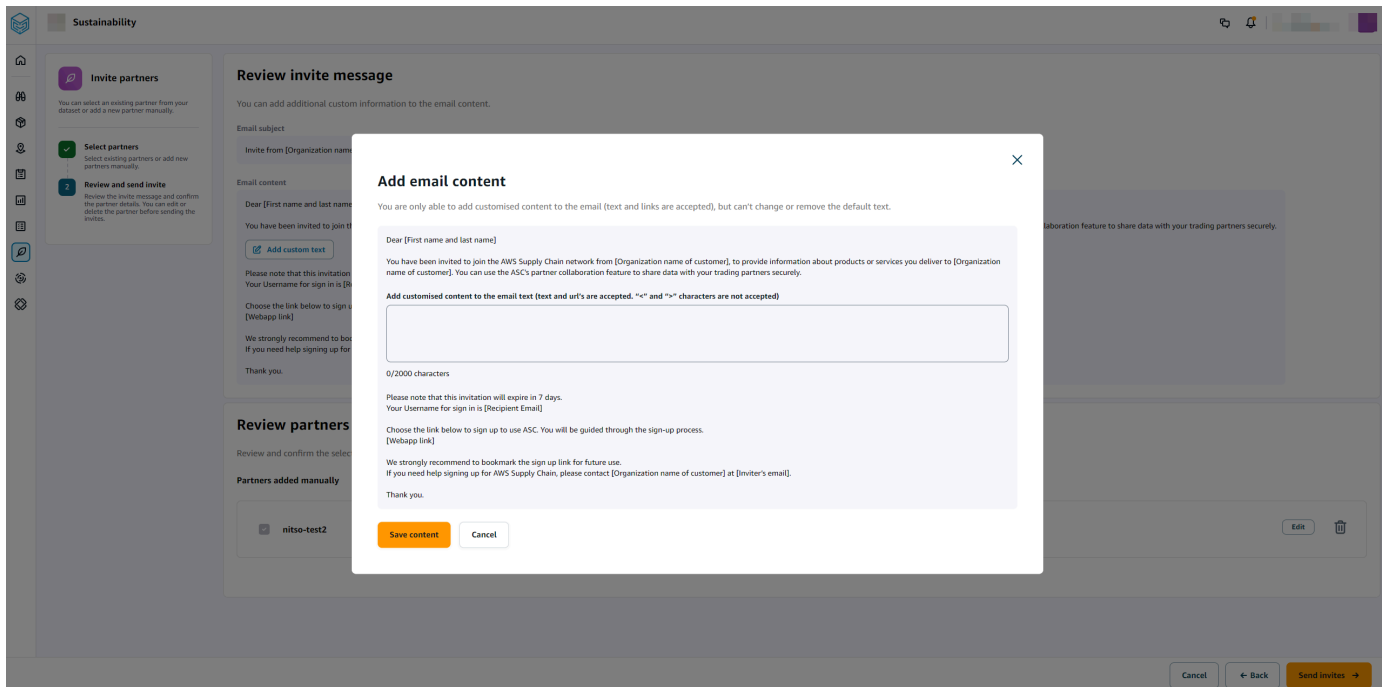 Sustainability
Invite partners
You can select an existing partner from your
dataset or add a new partner manually.
Select partners
Select existing partners or add new
partners manually.
2
Review and send invite
Review the invite message and confirm
the partner details. You can edit or
delete the partner before sending the
invites.
Review invite message
You can add additional custom information to the email content.
Email subject
Invite from [Organization name
Email content
Dear [First name and last name
You have been invited to join th
laboration feature to share data with your trading partners securely.
Add custom text
Please note that this invitation
Your Username for sign in is [Re
Choose the link below to sign u
[Webapp link]
We strongly recommend to boo
If you need help signing up for
Thank you.
Review partners
Review and confirm the selec
Partners added manually
nitso-test2
Edit
Add email content
You are only able to add customised content to the email (text and links are accepted), but can't change or remove the default text.
Dear [First name and last name]
You have been invited to join the AWS Supply Chain network from [Organization name of customer], to provide information about products or services you deliver to [Organization
name of customer]. You can use the ASC's partner collaboration feature to share data with your trading partners securely.
Add customised content to the email text (text and url's are accepted. “<” and “>” characters are not accepted)
0/2000 characters
Please note that this invitation will expire in 7 days.
Your Username for sign in is [Recipient Email]
Choose the link below to sign up to use ASC. You will be guided through the sign-up process.
[Webapp link]
We strongly recommend to bookmark the sign up link for future use.
If you need help signing up for AWS Supply Chain, please contact [Organization name of customer] at [Inviter's email].
Thank you.
Save content
Cancel
Cancel
← Back
Send invites →